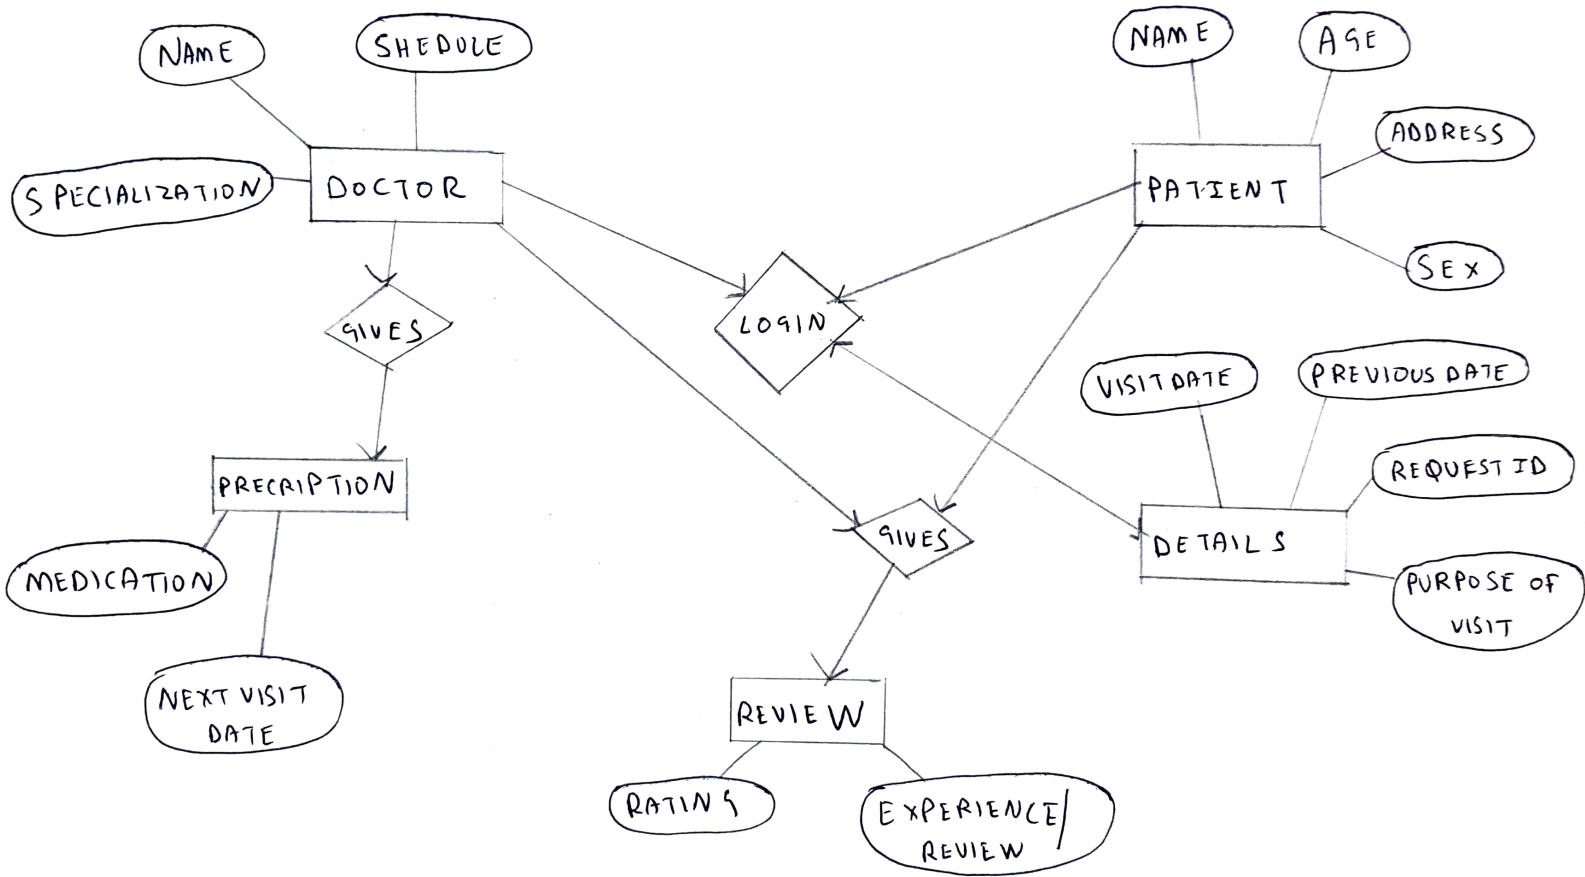 NAME
SHEDULE
NAME
AGE
ADDRESS
SPECIALIZATION
DOCTOR
PATIENT
SEX
GIVES
LOGIN
VISIT DATE
PREVIOUS DATE
REQUEST ID
PRECRIPTION
GIVES
DETAILS
MEDICATION
PURPOSE OF
VISIT
NEXT VISIT
DATE
REVIEW
RATING
EXPERIENCE/
REVIEW